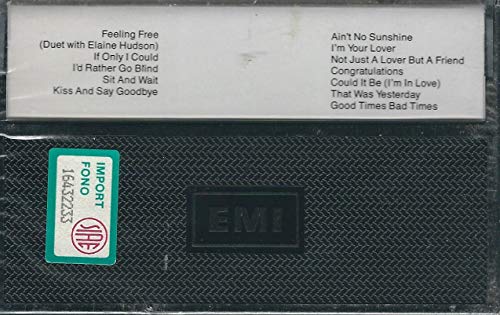 Feeling Free
(Duet with Elaine Hudson)
If Only I Could
I'd Rather Go Blind
Sit And Wait
Kiss And Say Goodbye
Ain't No Sunshine
I'm Your Lover
Not Just A Lover But A Friend
Congratulations
Could It Be (I'm In Love)
That Was Yesterday
Good Times Bad Times
IMPORT
FONO
16432233
SIAE
EMI